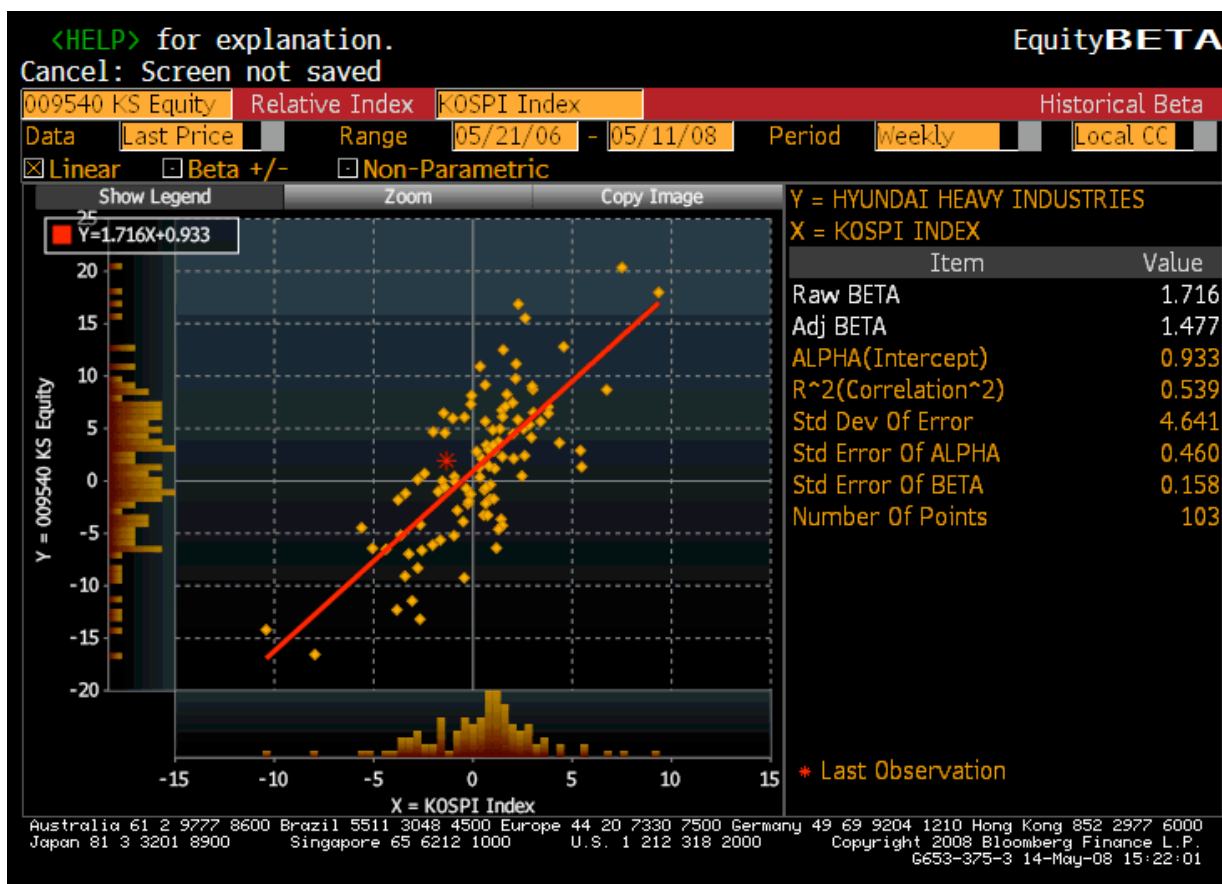 <HELP> for explanation. EquityBETA
Cancel: Screen not saved
009540 KS Equity Relative Index KOSPI Index Historical Beta
Data Last Price Range 05/21/06 - 05/11/08 Period Weekly Local CC
Linear Beta +/- Non-Parametric
Show Legend Zoom Copy Image
Y = HYUNDAI HEAVY INDUSTRIES
X = KOSPI INDEX
Item Value
Raw BETA 1.716
Adj BETA 1.477
ALPHA(Intercept) 0.933
R^2(Correlation^2) 0.539
Std Dev Of Error 4.641
Std Error Of ALPHA 0.460
Std Error Of BETA 0.158
Number Of Points 103
* Last Observation
Y=1.716X+0.933
25
20
15
10
5
0
-5
-10
-15
-20
Y = 009540 KS Equity
-15 -10 -5 0 5 10 15
X = KOSPI Index
Australia 61 2 9777 8600 Brazil 5511 3048 4500 Europe 44 20 7330 7500 Germany 49 69 9204 1210 Hong Kong 852 2977 6000
Japan 81 3 3201 8900 Singapore 65 6212 1000 U.S. 1 212 318 2000 Copyright 2008 Bloomberg Finance L.P.
G653-375-3 14-May-08 15:22:01